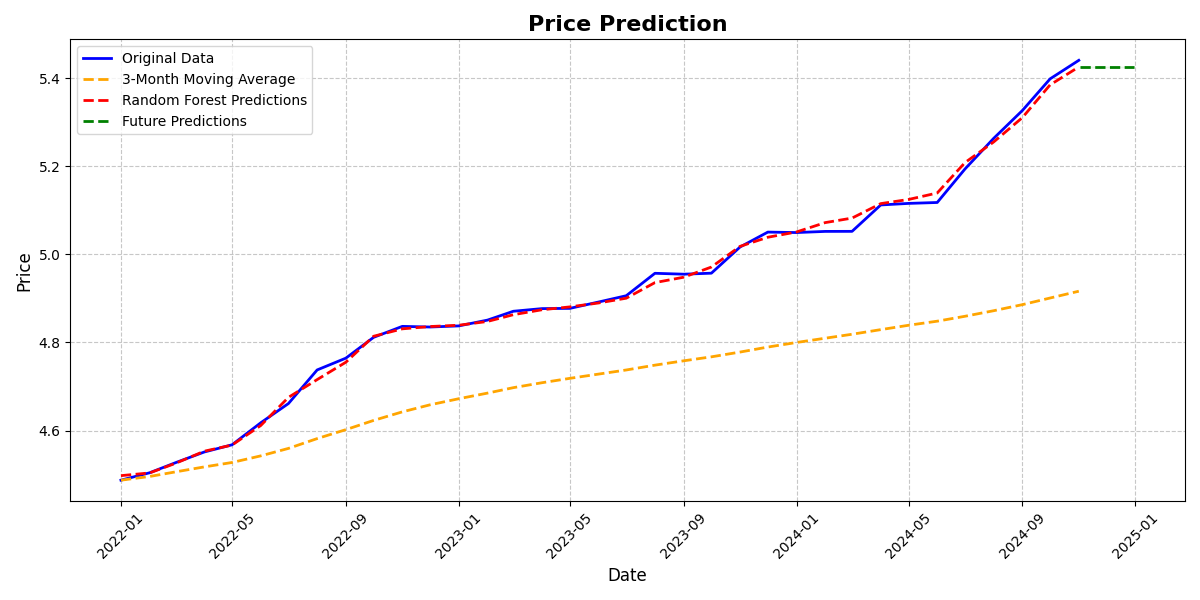 Price Prediction
Original Data
3-Month Moving Average
Random Forest Predictions
Future Predictions
5.4
5.2
5.0
4.8
4.6
Price
2022-01
2022-05
2022-09
2023-01
2023-05
2023-09
2024-01
2024-05
2024-09
2025-01
Date